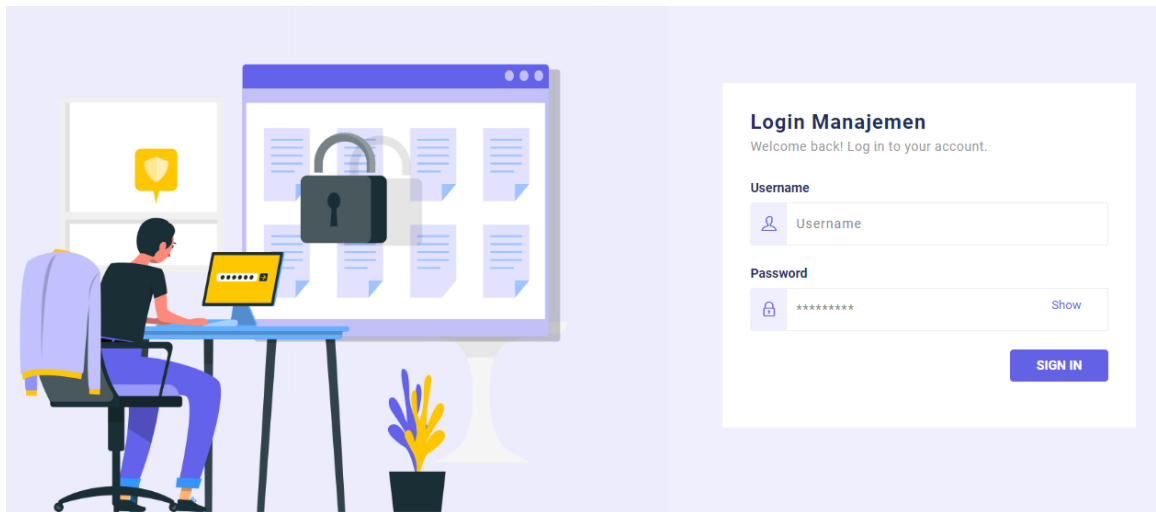 Login Manajemen
Welcome back! Log in to your account.
Username
Username
Password
*********
Show
SIGN IN